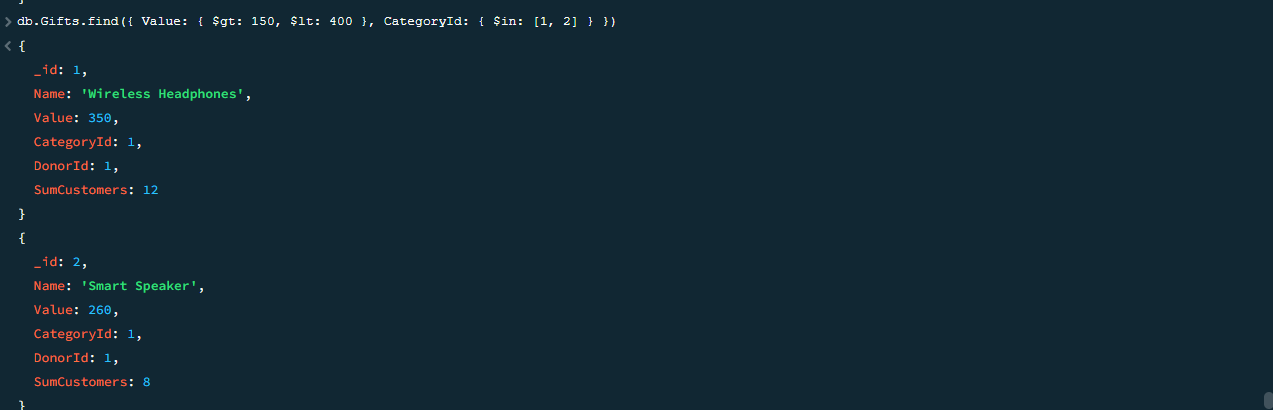 }
> db.Gifts.find({ Value: { $gt: 150, $lt: 400 }, CategoryId: { $in: [1, 2] } })
< {
_id: 1,
Name: 'Wireless Headphones',
Value: 350,
CategoryId: 1,
DonorId: 1,
SumCustomers: 12
}
{
_id: 2,
Name: 'Smart Speaker',
Value: 260,
CategoryId: 1,
DonorId: 1,
SumCustomers: 8
}